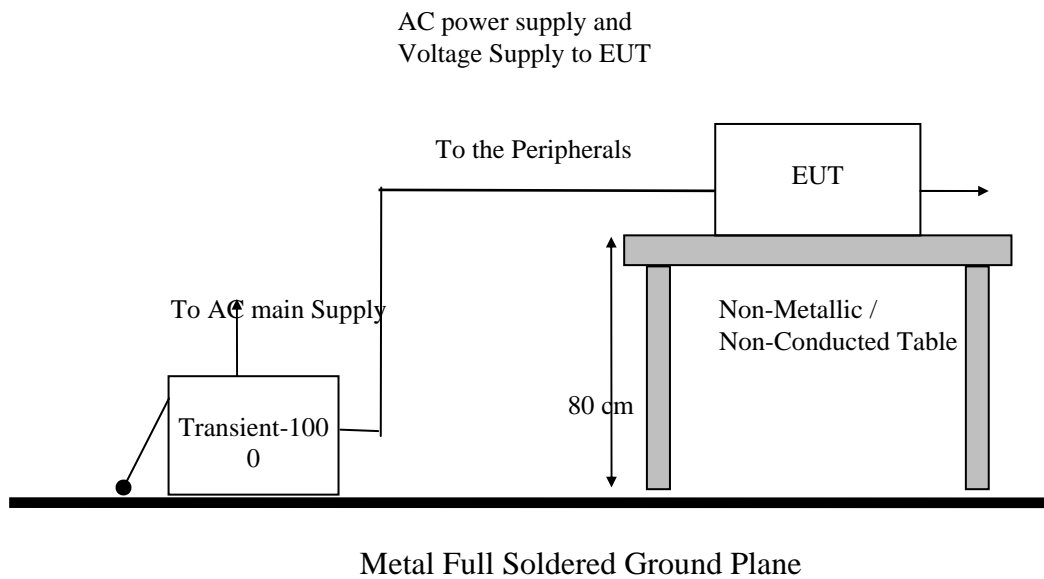 AC power supply and
Voltage Supply to EUT
To the Peripherals
EUT
To AC main Supply
Non-Metallic /
Non-Conducted Table
80 cm
Transient-100
0
Metal Full Soldered Ground Plane